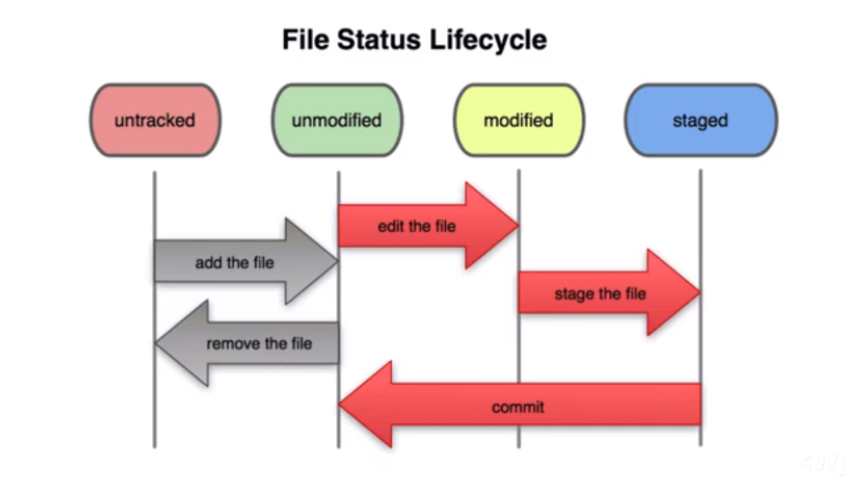 File Status Lifecycle
untracked
unmodified
modified
staged
edit the file
add the file
stage the file
remove the file
commit